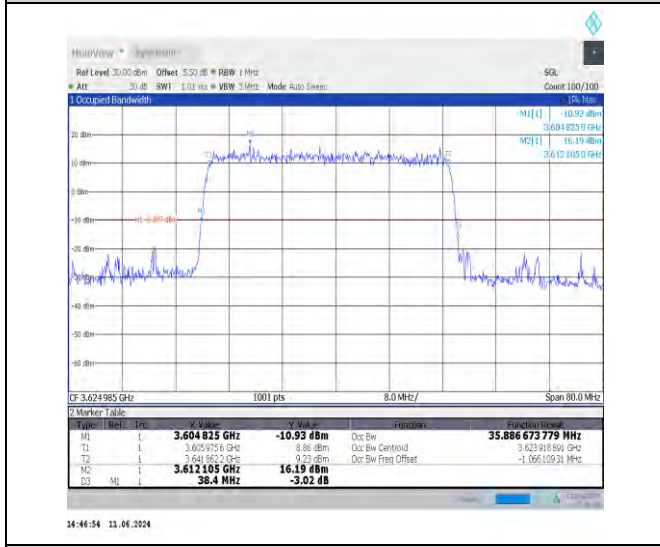 MultiView Spectrum
Ref Level 30.00 dBm Offset 5.50 dB RBW 1 MHz SGL
Att 30 dB SWT 1.01 ms VBW 3 MHz Mode Auto Sweep Count 100/100
1 Occupied Bandwidth 1Pk Max
M1[1] -10.92 dBm
3.604 825 0 GHz
M2[1] 16.19 dBm
3.612 105 0 GHz
20 dBm
M2
10 dBm
0 dBm
-10 dBm
-20 dBm
-40 dBm
-50 dBm
-60 dBm
CF 3.624 985 GHz 1001 pts 8.0 MHz/ Span 80.0 MHz
2 Marker Table
Type Ref Trc X-Value Y-Value Function Function Result
M1 1 3.604 825 GHz -10.93 dBm Occ Bw 35.886 673 779 MHz
T1 1 3.605 975 6 GHz 8.86 dBm Occ Bw Centroid 3.623 918 891 GHz
T2 1 3.641 862 2 GHz 9.23 dBm Occ Bw Freq Offset -1.066 109 31 MHz
M2 1 3.612 105 GHz 16.19 dBm
D3 M1 1 38.4 MHz -3.02 dB
14:46:54 11.06.2024